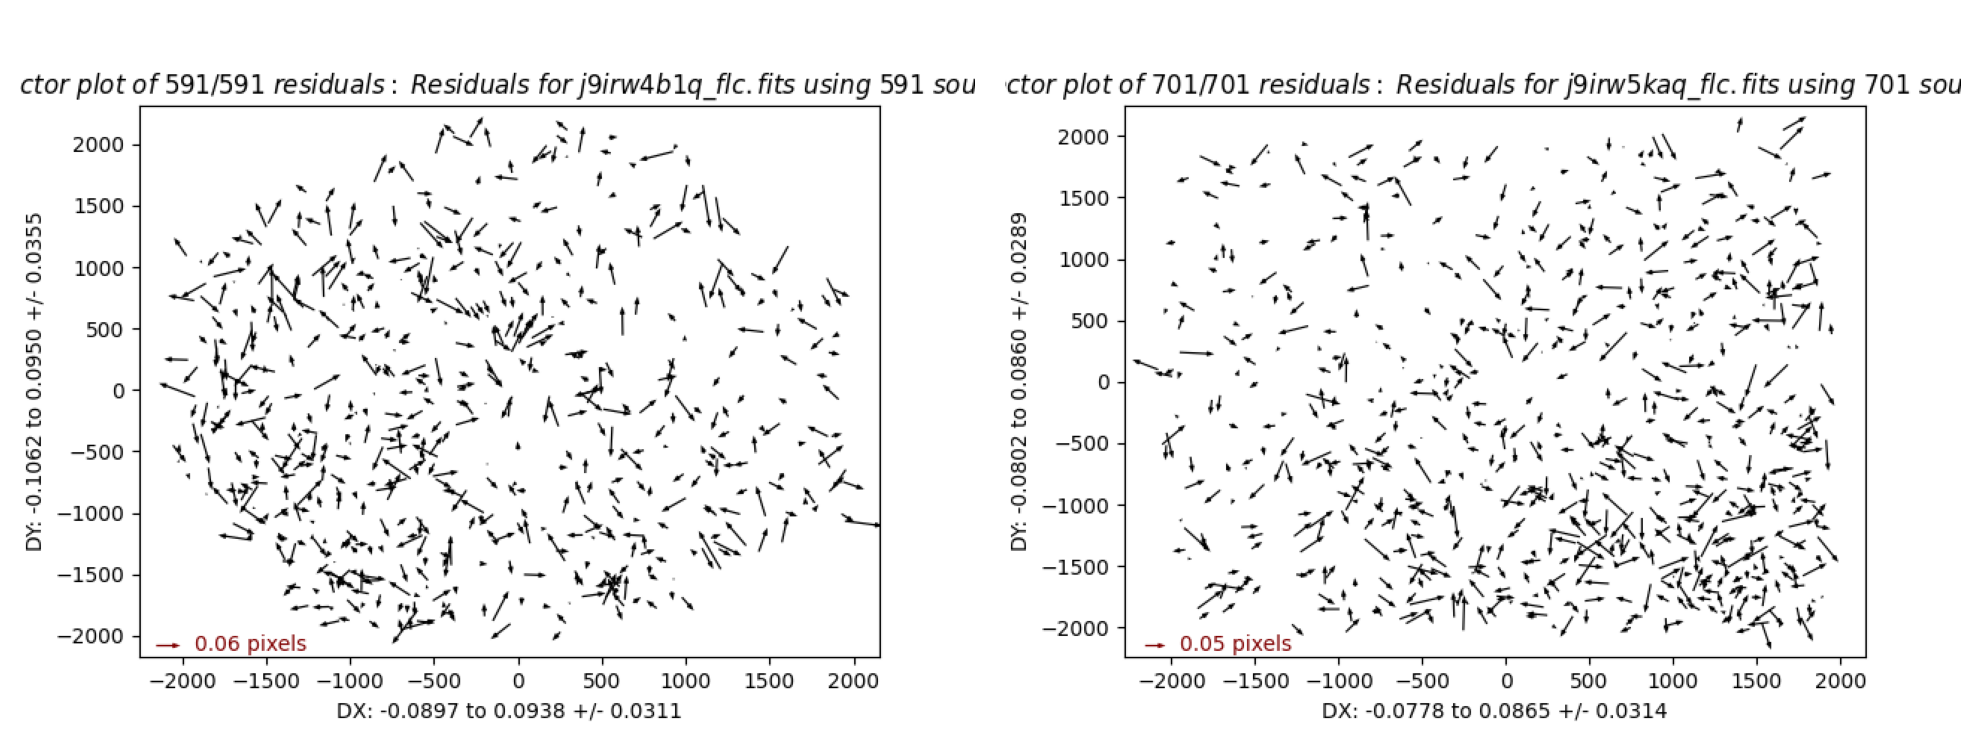 ctor plot of 591/591 residuals: Residuals for j9irw4b1q_flc.fits using 591 sou
2000
1500
1000
500
0
−500
−1000
−1500
−2000
DY: -0.1062 to 0.0950 +/- 0.0355
0.06 pixels
−2000 −1500 −1000 −500 0 500 1000 1500 2000
DX: -0.0897 to 0.0938 +/- 0.0311
ctor plot of 701/701 residuals: Residuals for j9irw5kaq_flc.fits using 701 sou
2000
1500
1000
500
0
−500
−1000
−1500
−2000
DY: -0.0802 to 0.0860 +/- 0.0289
0.05 pixels
−2000 −1500 −1000 −500 0 500 1000 1500 2000
DX: -0.0778 to 0.0865 +/- 0.0314